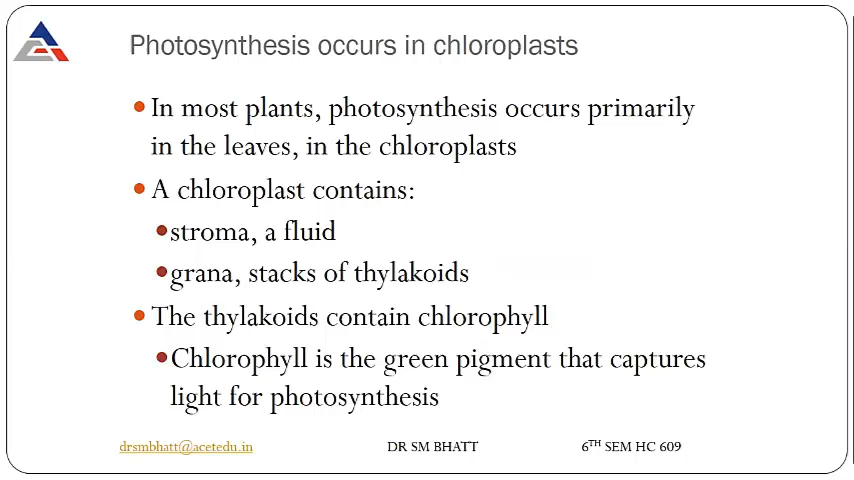 Photosynthesis occurs in chloroplasts
• In most plants, photosynthesis occurs primarily
in the leaves, in the chloroplasts
• A chloroplast contains:
• stroma, a fluid
• grana, stacks of thylakoids
• The thylakoids contain chlorophyll
• Chlorophyll is the green pigment that captures
light for photosynthesis
drsmbhatt@acetedu.in DR SM BHATT 6TH SEM HC 609